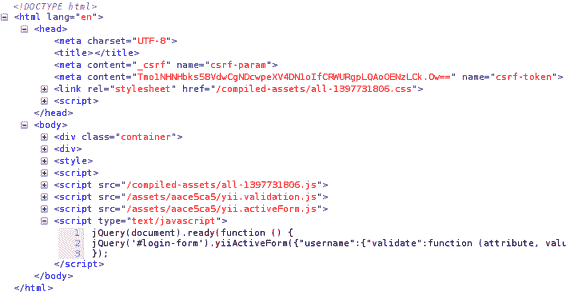 <!DOCTYPE html>
<html lang="en">
<head>
<meta charset="UTF-8">
<title></title>
<meta content="_csrf" name="csrf-param">
<meta name="csrf-token">
<link rel="stylesheet" href="/compiled-assets/all-1397731806.css">
<script>
</head>
<body>
<div class="container">
<div>
<style>
<script>
<script src="/compiled-assets/all-1397731806.js">
<script src="/assets/aace5ca5/yii.validation.js">
<script src="/assets/aace5ca5/yii.activeForm.js">
<script type="text/javascript">
1 jQuery(document).ready(function () {
2 jQuery('#login-form').yiiActiveForm({"username":{"validate":function (attribute, valu
3 });
</script>
</body>
</html>